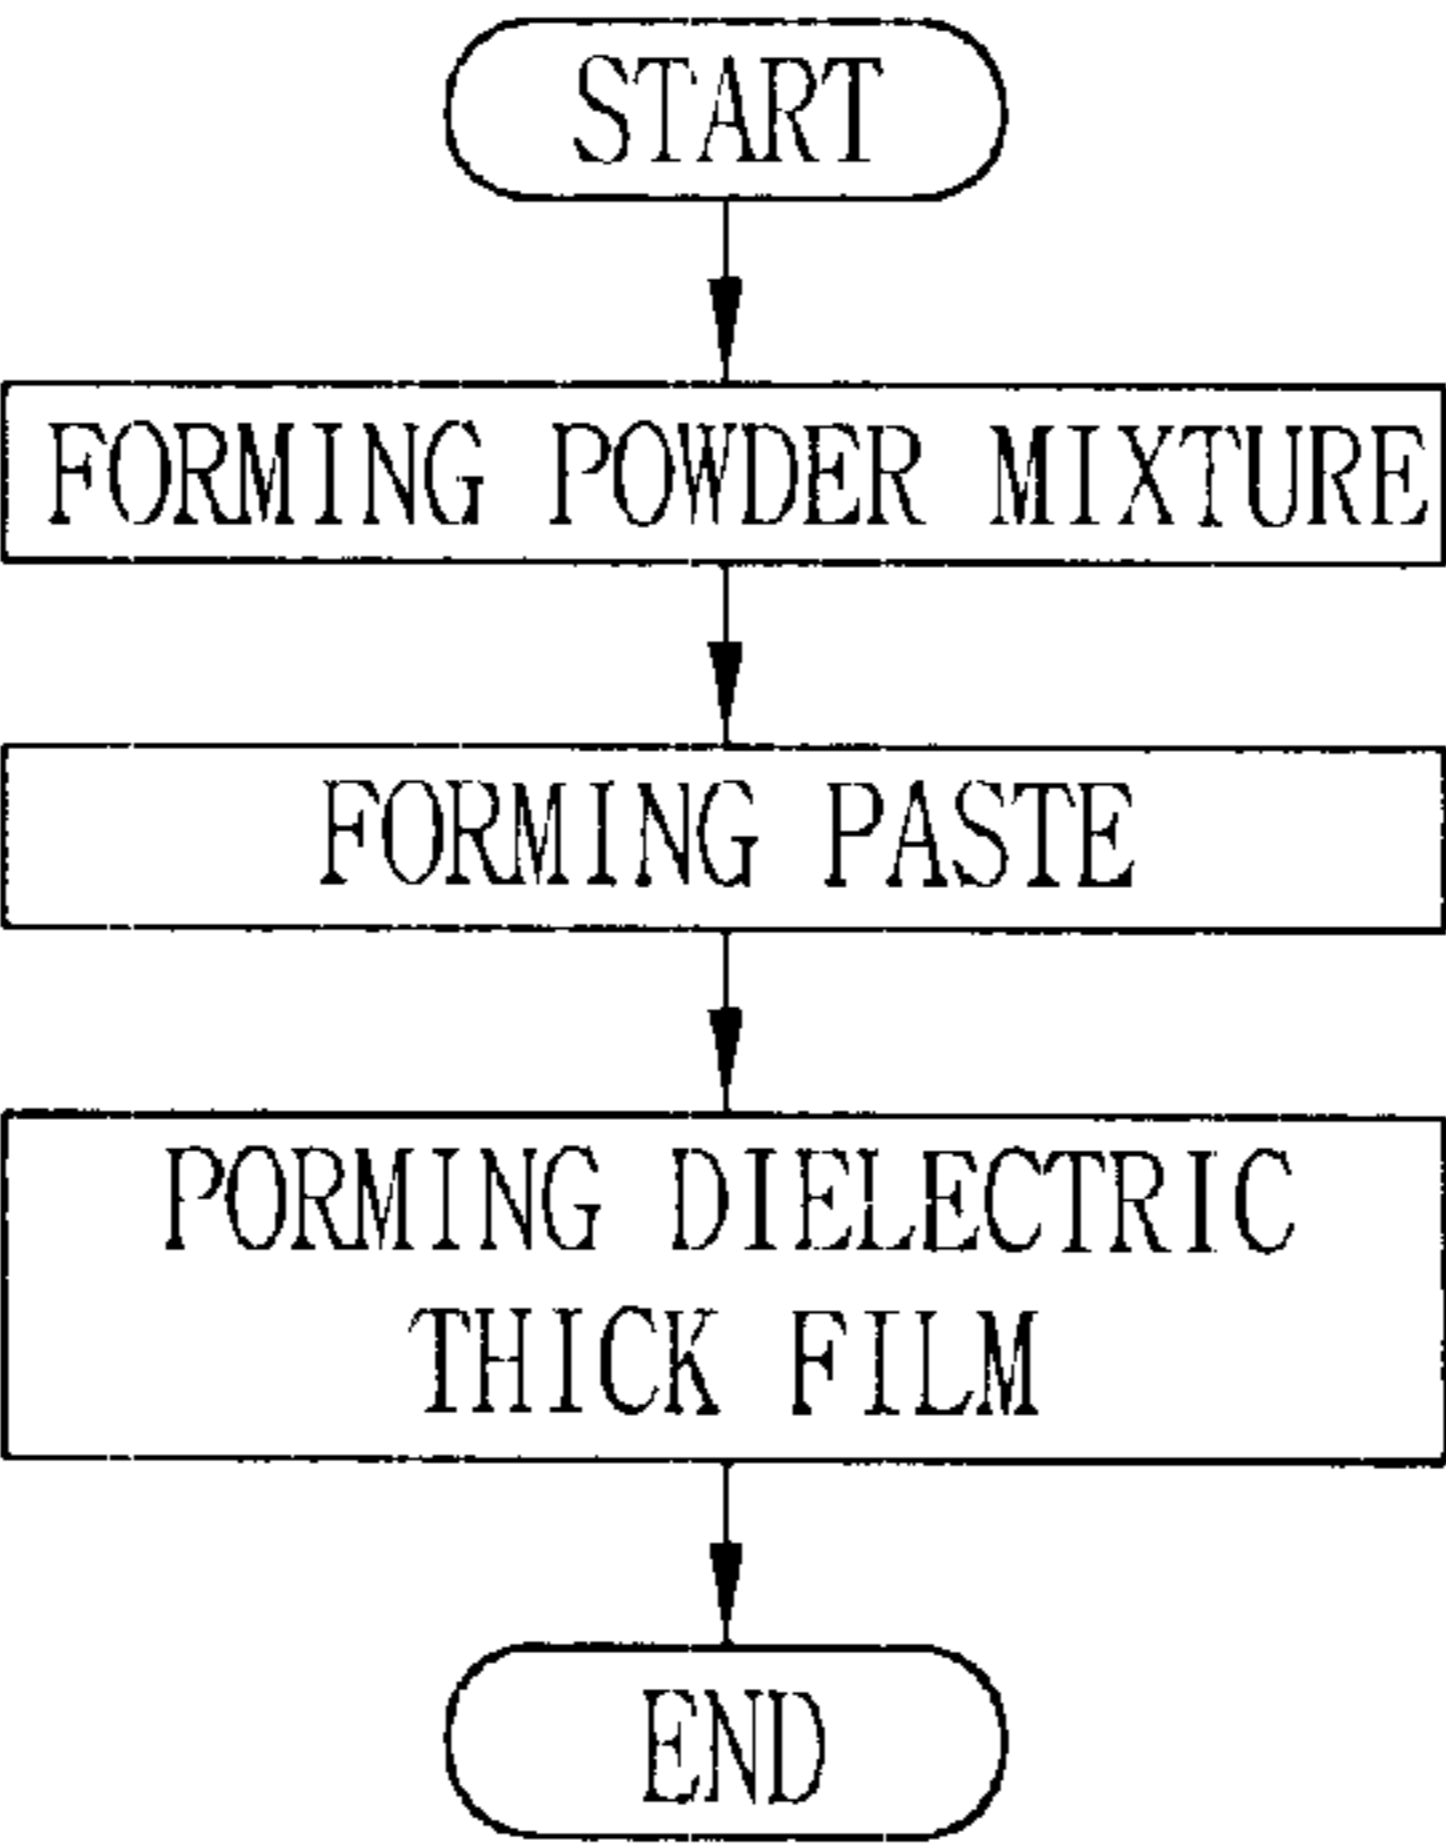 START
FORMING POWDER MIXTURE
FORMING PASTE
PORMING DIELECTRIC
THICK FILM
END